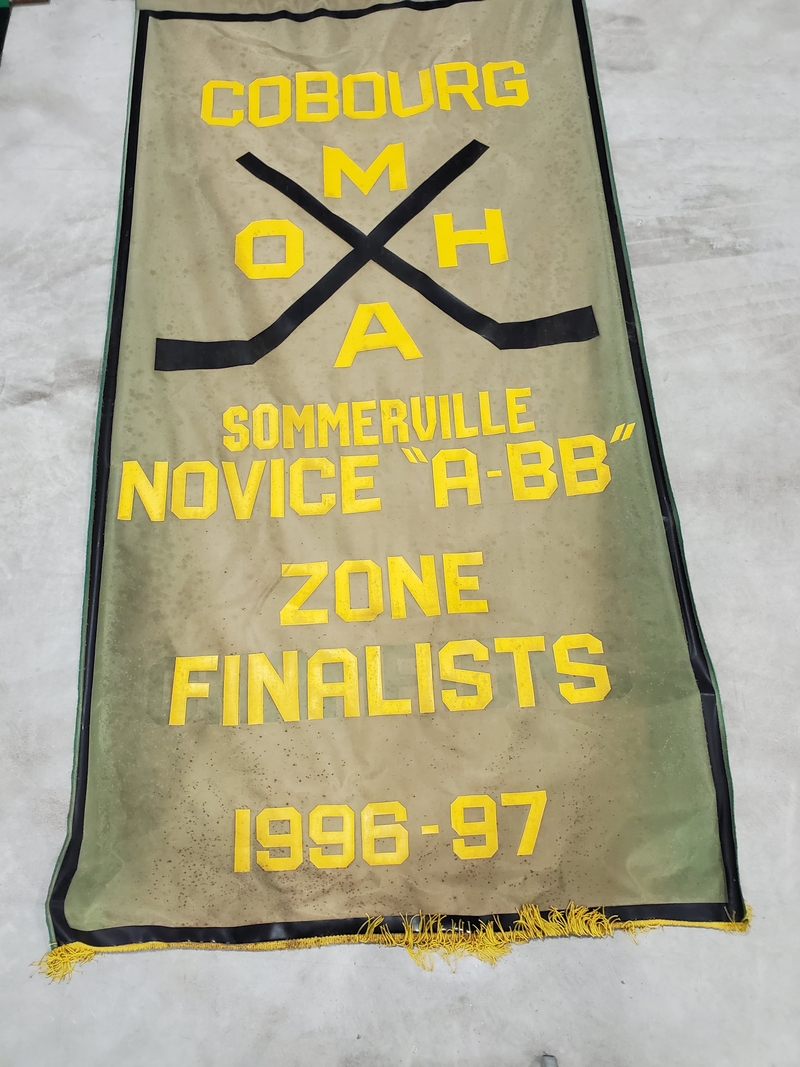 COBOURG
M
O H
A
SOMMERVILLE
NOVICE "A-BB"
ZONE
FINALISTS
1996-97